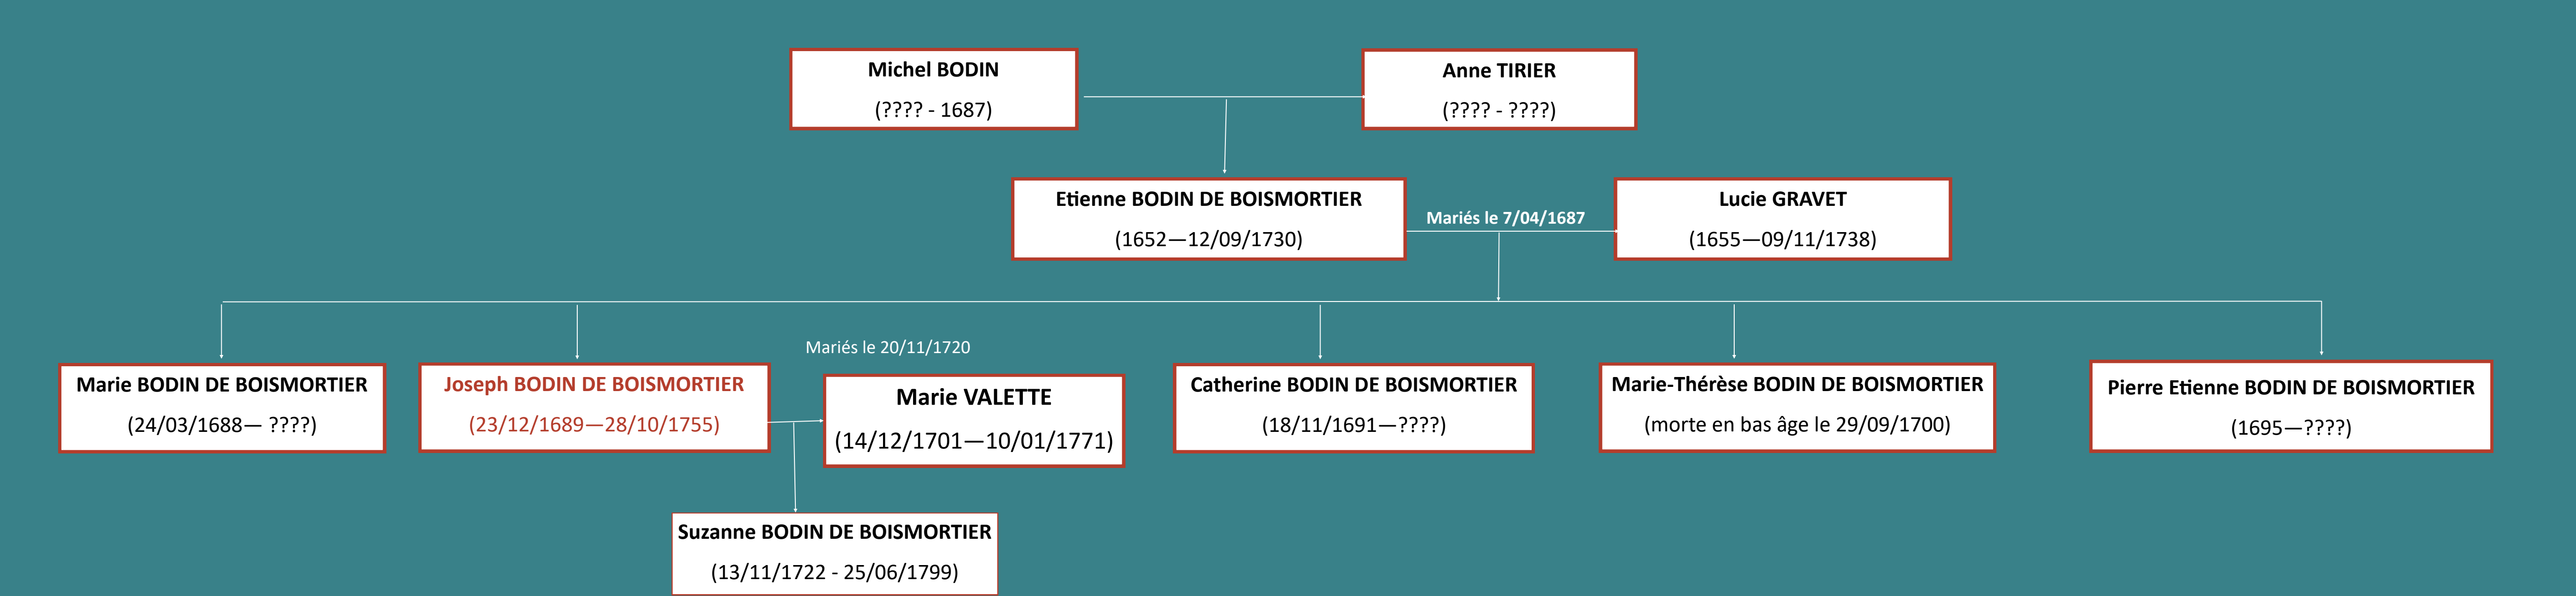 Michel BODIN
(???? - 1687)
Anne TIRIER
(???? - ????)
Etienne BODIN DE BOISMORTIER
(1652—12/09/1730)
Mariés le 7/04/1687
Lucie GRAVET
(1655—09/11/1738)
Mariés le 20/11/1720
Marie BODIN DE BOISMORTIER
(24/03/1688— ????)
Joseph BODIN DE BOISMORTIER
(23/12/1689—28/10/1755)
Marie VALETTE
(14/12/1701—10/01/1771)
Catherine BODIN DE BOISMORTIER
(18/11/1691—????)
Marie-Thérèse BODIN DE BOISMORTIER
(morte en bas âge le 29/09/1700)
Pierre Etienne BODIN DE BOISMORTIER
(1695—????)
Suzanne BODIN DE BOISMORTIER
(13/11/1722 - 25/06/1799)